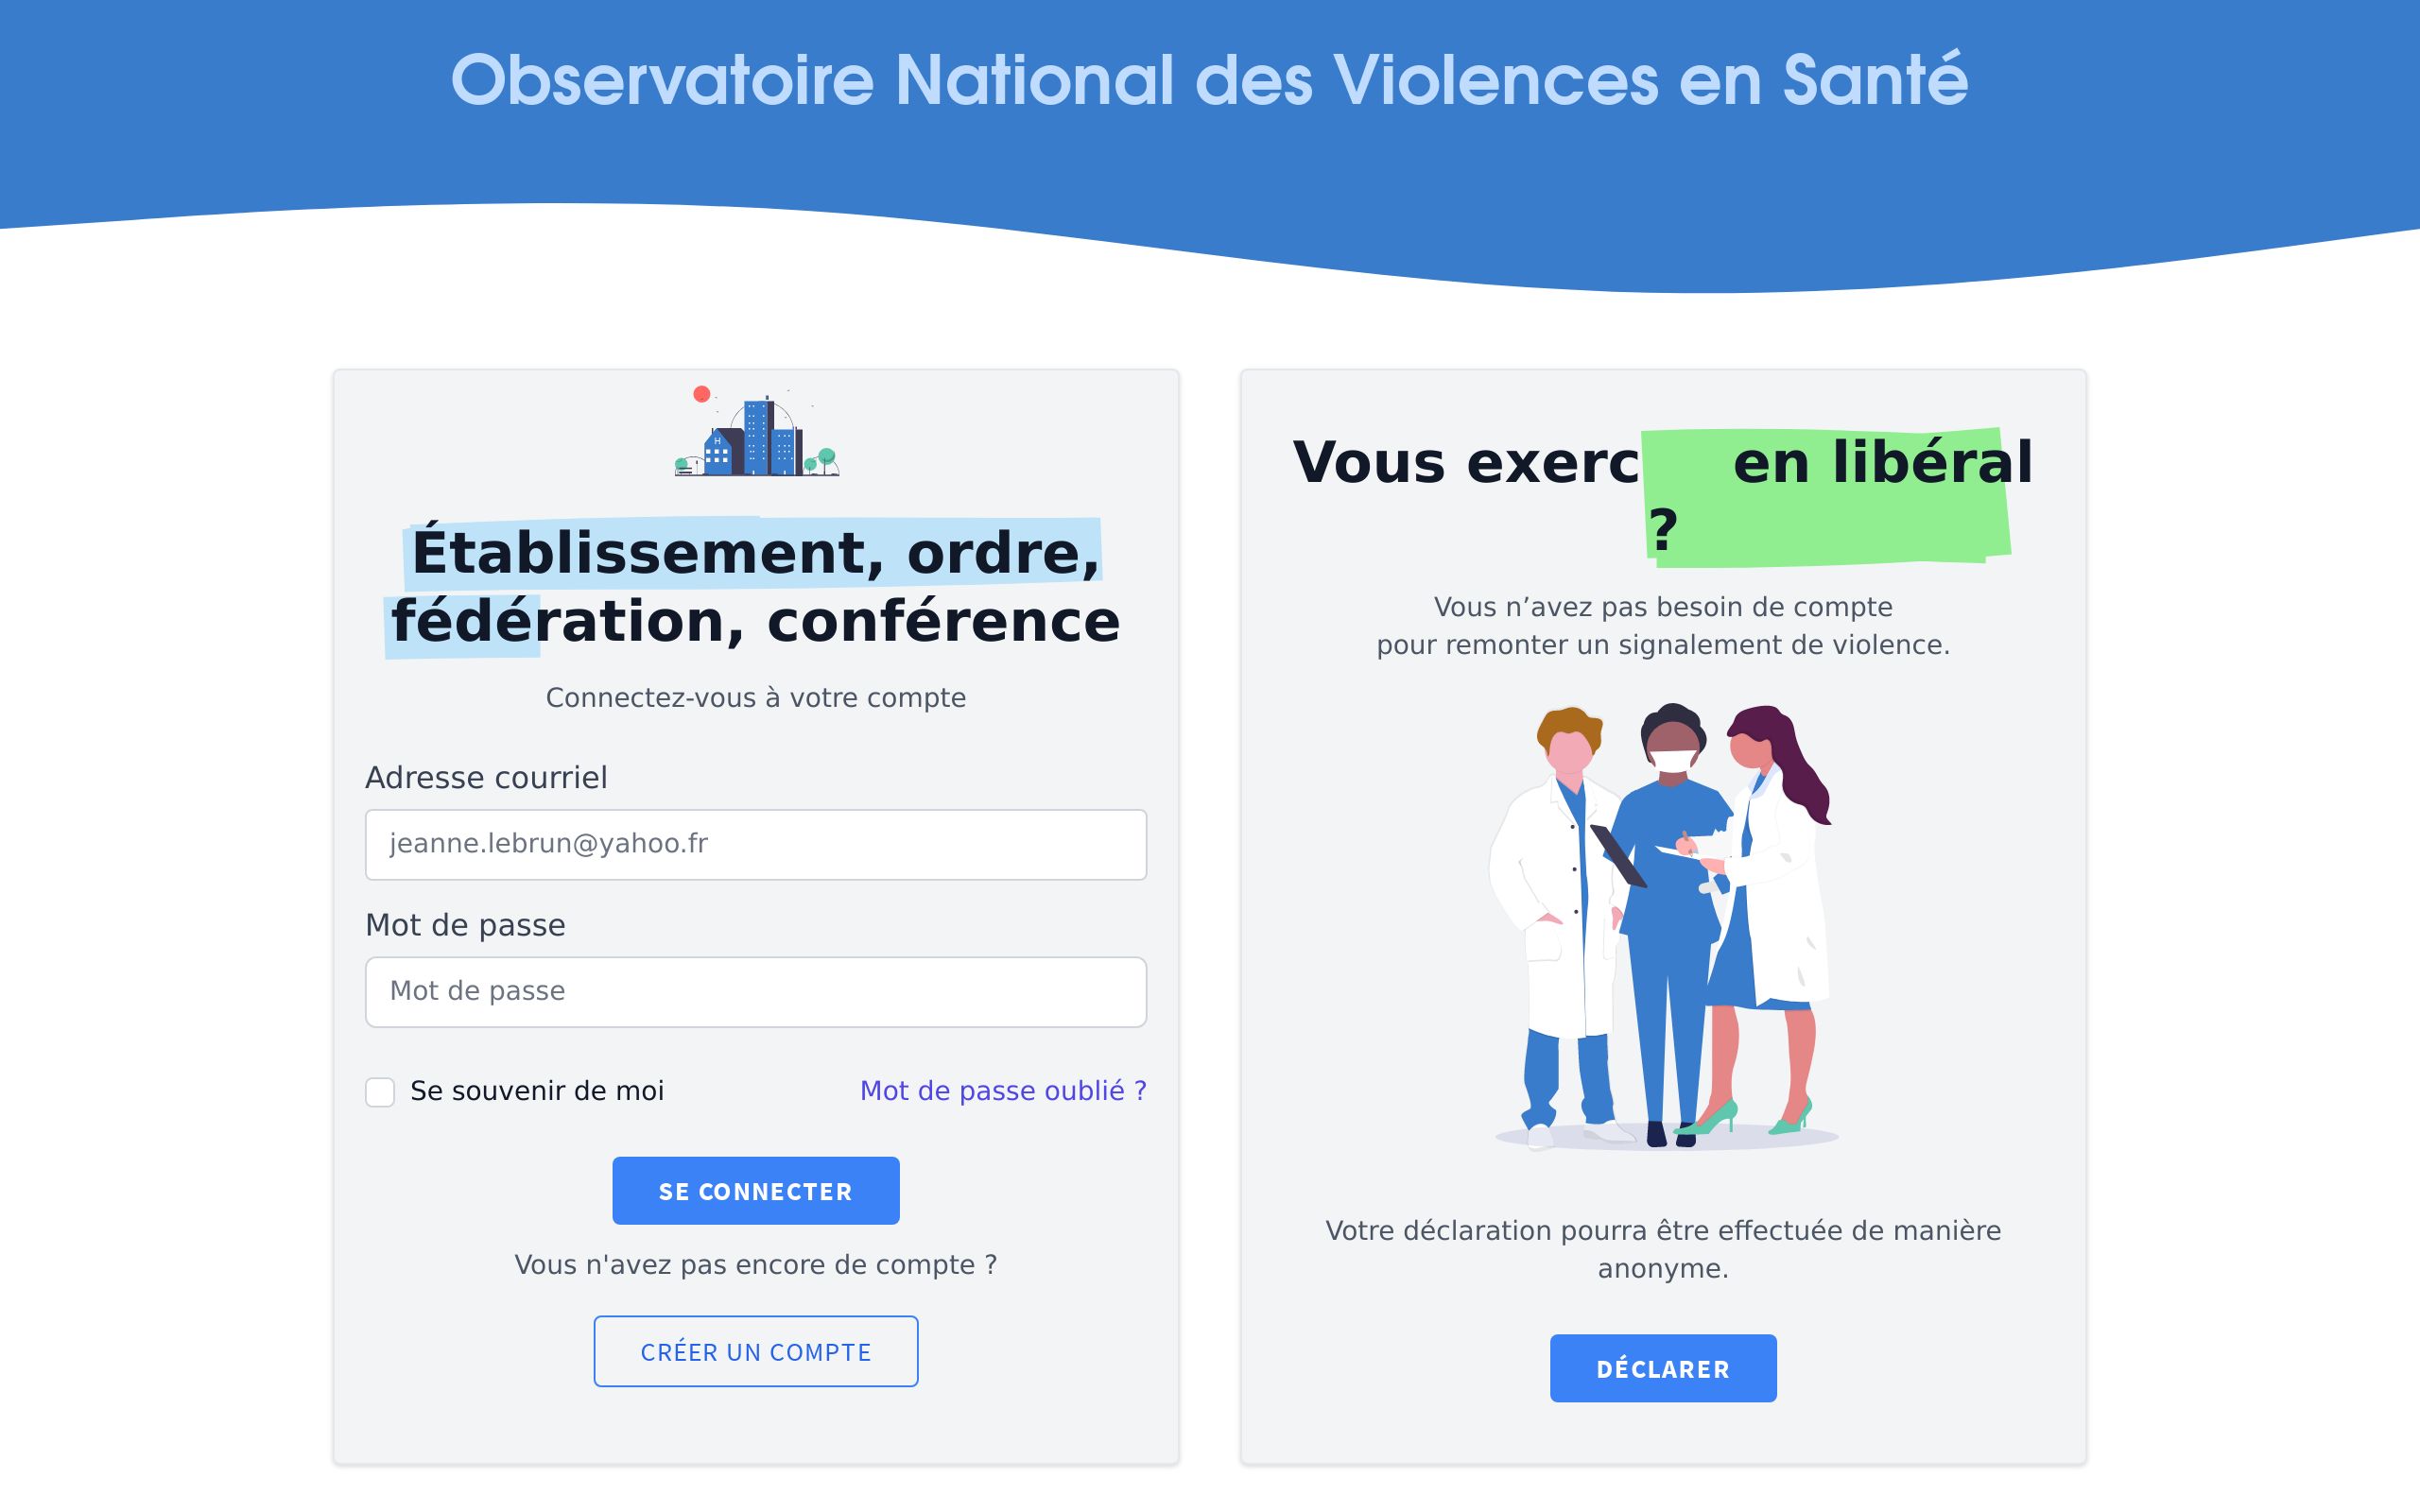 Observatoire National des Violences en Santé
H
Établissement, ordre,
fédération, conférence
Connectez-vous à votre compte
Adresse courriel
jeanne.lebrun@yahoo.fr
Mot de passe
Mot de passe
Se souvenir de moi
Mot de passe oublié ?
SE CONNECTER
Vous n'avez pas encore de compte ?
CRÉER UN COMPTE
Vous exerc en libéral
?
Vous n’avez pas besoin de compte
pour remonter un signalement de violence.
Votre déclaration pourra être effectuée de manière
anonyme.
DÉCLARER